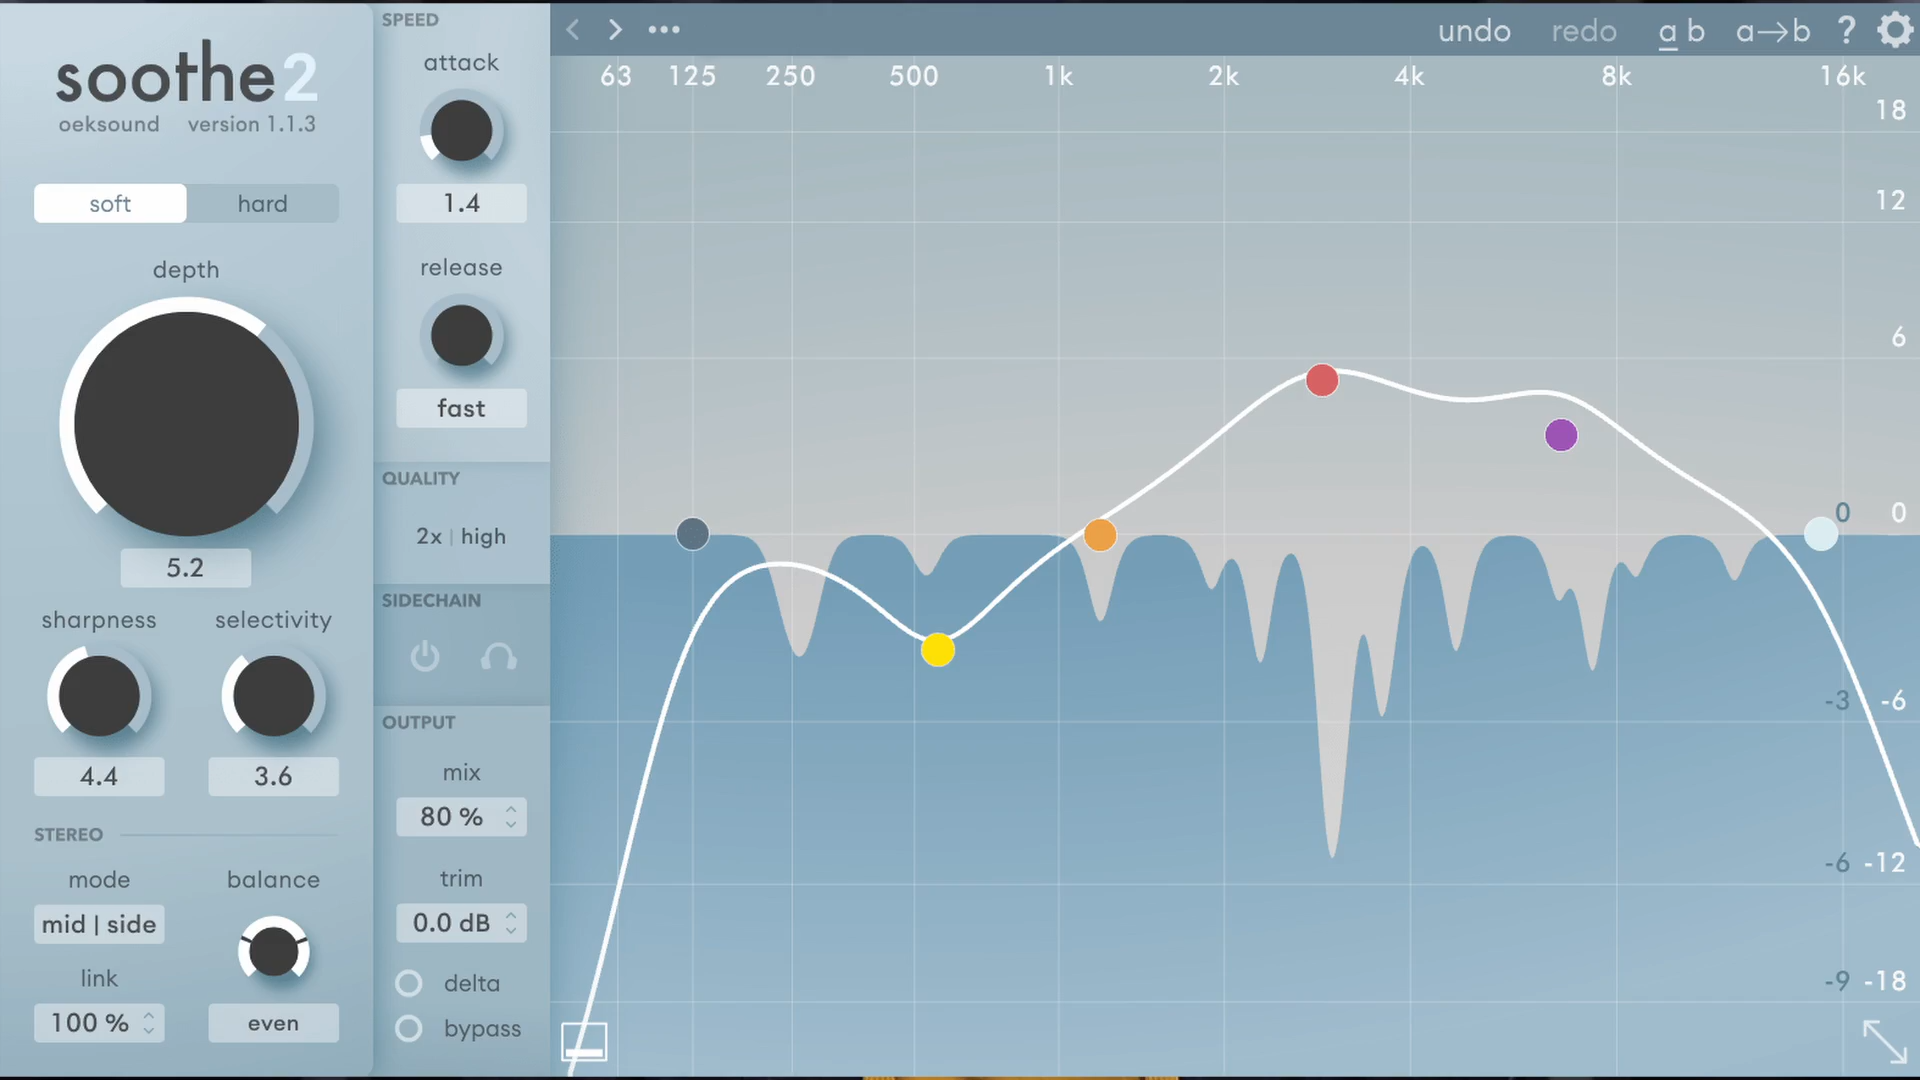 soothe2
oeksound version 1.1.3
soft hard
depth
5.2
sharpness selectivity
4.4 3.6
STEREO
mode balance
mid | side
link
100 % even
SPEED
attack
1.4
release
fast
QUALITY
2x | high
SIDECHAIN
OUTPUT
mix
80 %
trim
0.0 dB
delta
bypass
undo redo a b a→b ?
63 125 250 500 1k 2k 4k 8k 16k
18
12
6
0 0
-3 -6
-6 -12
-9 -18